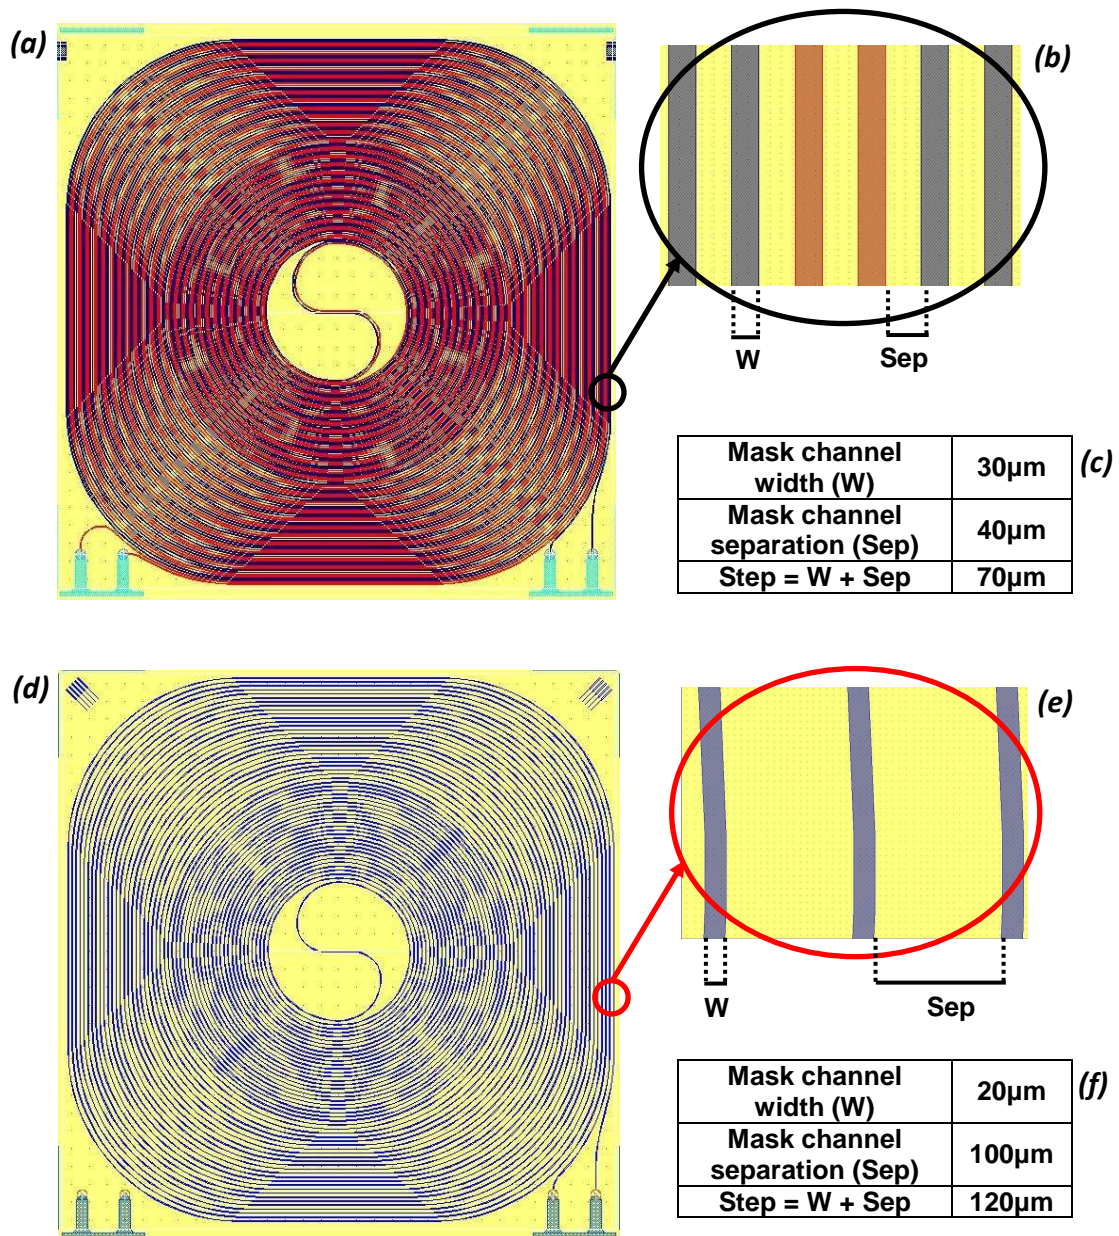 (a)
(b)
W
Sep
Mask channel
width (W)
30µm
(c)
Mask channel
separation (Sep)
40µm
Step = W + Sep
70µm
(d)
(e)
W
Sep
Mask channel
width (W)
20µm
(f)
Mask channel
separation (Sep)
100µm
Step = W + Sep
120µm